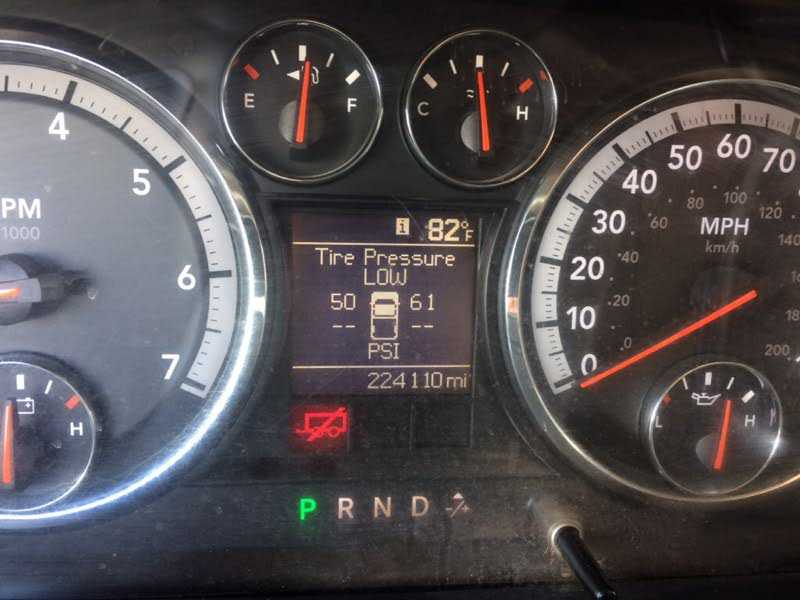 E F
C H
4
5
6
7
PM
1000
H
i 82°F
Tire Pressure
LOW
50 61
-- --
PSI
224110 mi
P R N D -/+
0 10 20 30 40 50 60 70
0 20 40 60 80 100 120 140 200
MPH
km/h
L H